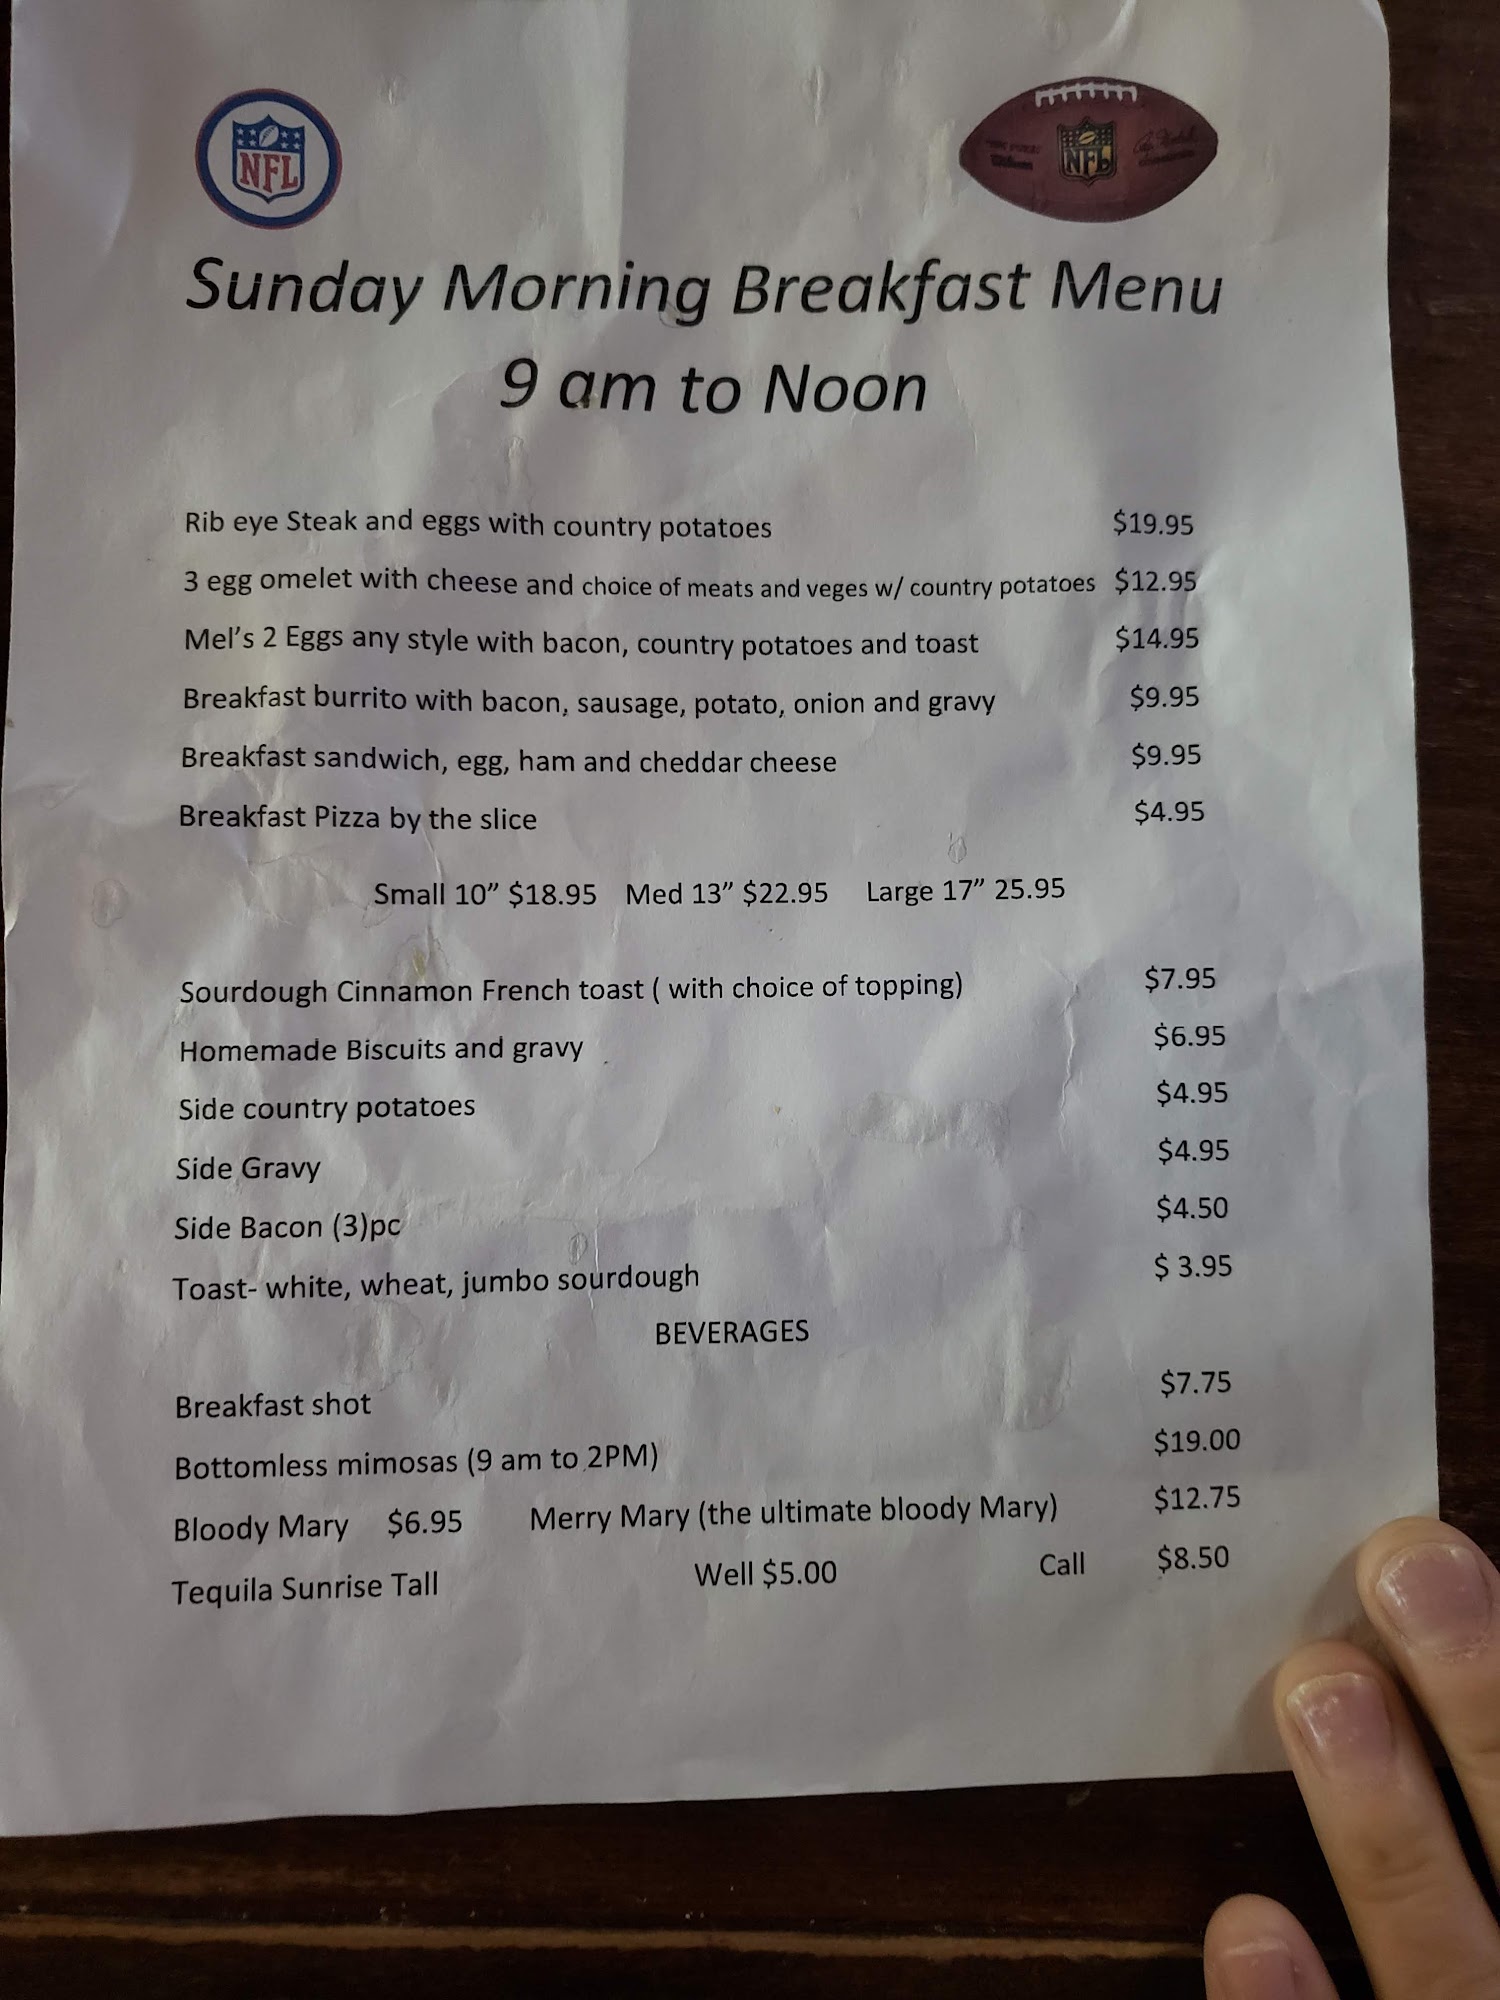 NFL
NFL
Sunday Morning Breakfast Menu
9 am to Noon
Rib eye Steak and eggs with country potatoes $19.95
3 egg omelet with cheese and choice of meats and veges w/ country potatoes $12.95
Mel's 2 Eggs any style with bacon, country potatoes and toast $14.95
Breakfast burrito with bacon, sausage, potato, onion and gravy $9.95
Breakfast sandwich, egg, ham and cheddar cheese $9.95
Breakfast Pizza by the slice $4.95
Small 10” $18.95 Med 13” $22.95 Large 17” 25.95
Sourdough Cinnamon French toast ( with choice of topping) $7.95
Homemade Biscuits and gravy $6.95
Side country potatoes $4.95
Side Gravy $4.95
Side Bacon (3)pc $4.50
Toast- white, wheat, jumbo sourdough $ 3.95
BEVERAGES
Breakfast shot $7.75
Bottomless mimosas (9 am to 2PM) $19.00
Bloody Mary $6.95 Merry Mary (the ultimate bloody Mary) $12.75
Tequila Sunrise Tall Well $5.00 Call $8.50